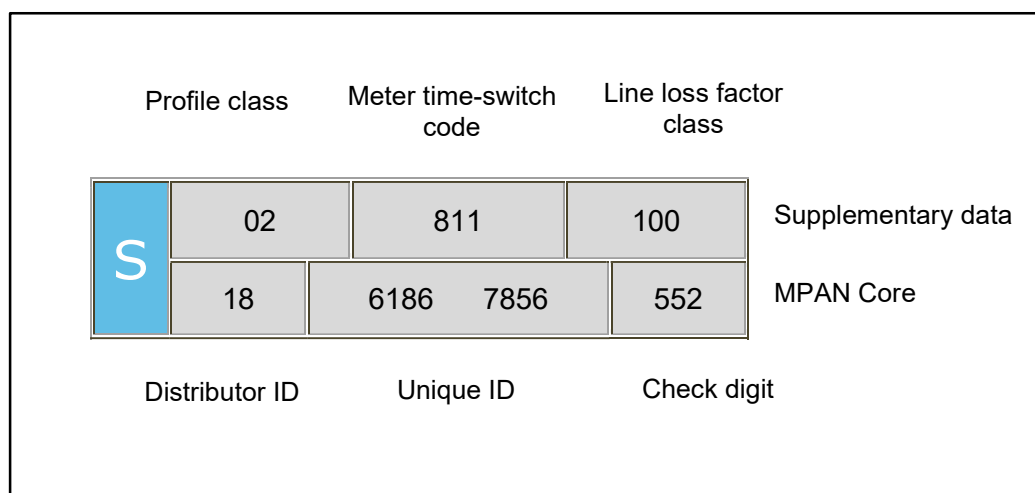 Profile class
Meter time-switch
code
Line loss factor
class
S
02
811
100
Supplementary data
18
6186 7856
552
MPAN Core
Distributor ID
Unique ID
Check digit